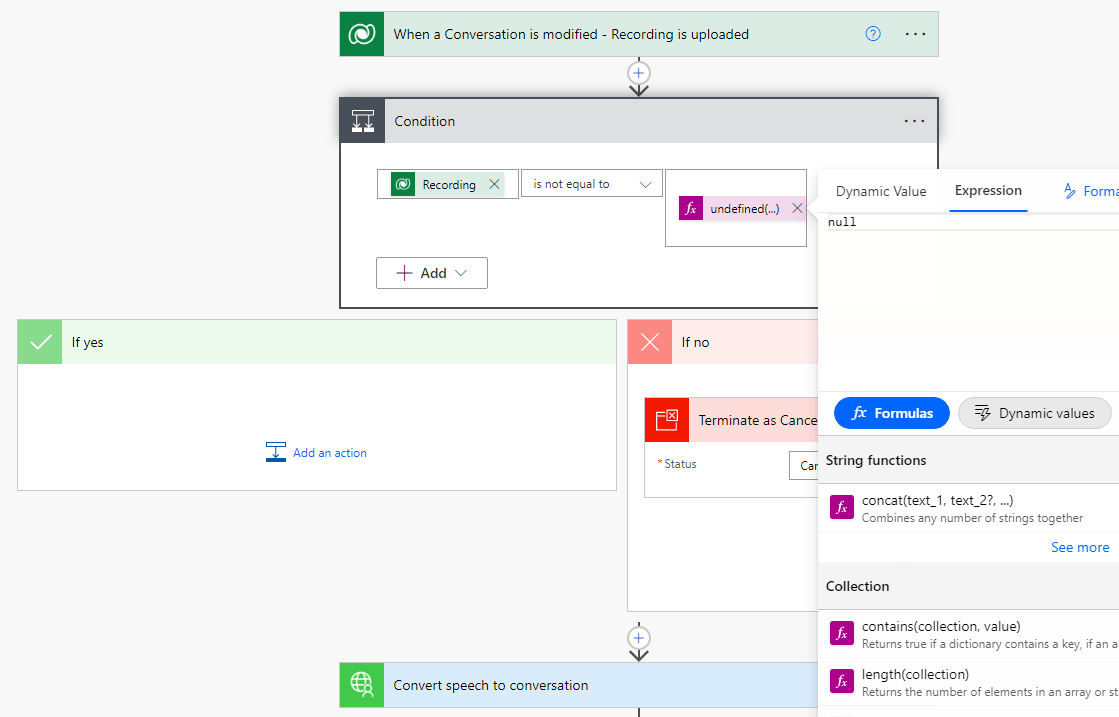 When a Conversation is modified - Recording is uploaded
Condition
Recording
is not equal to
undefined(...)
Add
Dynamic Value
Expression
Forma
null
If yes
Add an action
If no
Terminate as Cance
* Status
Can
Formulas
Dynamic values
String functions
concat(text_1, text_2?, ...)
Combines any number of strings together
See more
Collection
contains(collection, value)
Returns true if a dictionary contains a key, if an a
length(collection)
Returns the number of elements in an array or st
Convert speech to conversation